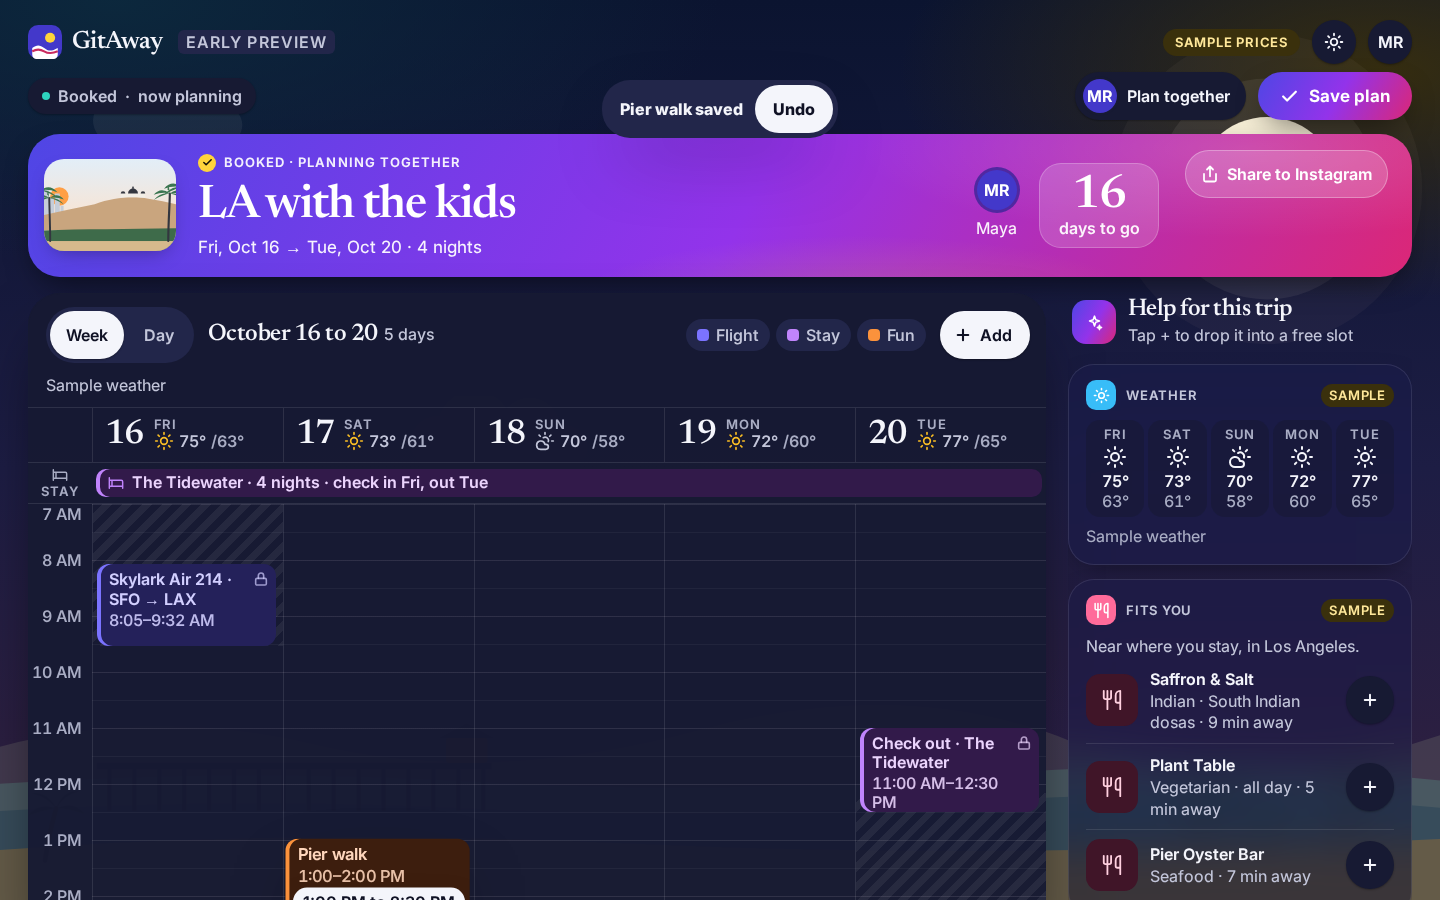 GitAway
EARLY PREVIEW
SAMPLE PRICES
MR
Booked · now planning
Pier walk saved
Undo
MR
Plan together
Save plan
BOOKED · PLANNING TOGETHER
LA with the kids
Fri, Oct 16 → Tue, Oct 20 · 4 nights
MR
Maya
16
days to go
Share to Instagram
Week
Day
October 16 to 20 5 days
Flight
Stay
Fun
+ Add
Sample weather
16 FRI
75° /63°
17 SAT
73° /61°
18 SUN
70° /58°
19 MON
72° /60°
20 TUE
77° /65°
STAY
The Tidewater · 4 nights · check in Fri, out Tue
7 AM
8 AM
9 AM
10 AM
11 AM
12 PM
1 PM
2 PM
Skylark Air 214 ·
SFO → LAX
8:05–9:32 AM
Check out · The
Tidewater
11:00 AM–12:30
PM
Pier walk
1:00–2:00 PM
Help for this trip
Tap + to drop it into a free slot
WEATHER
SAMPLE
FRI
75°
63°
SAT
73°
61°
SUN
70°
58°
MON
72°
60°
TUE
77°
65°
Sample weather
FITS YOU
SAMPLE
Near where you stay, in Los Angeles.
Saffron & Salt
Indian · South Indian
dosas · 9 min away
+
Plant Table
Vegetarian · all day · 5
min away
+
Pier Oyster Bar
Seafood · 7 min away
+